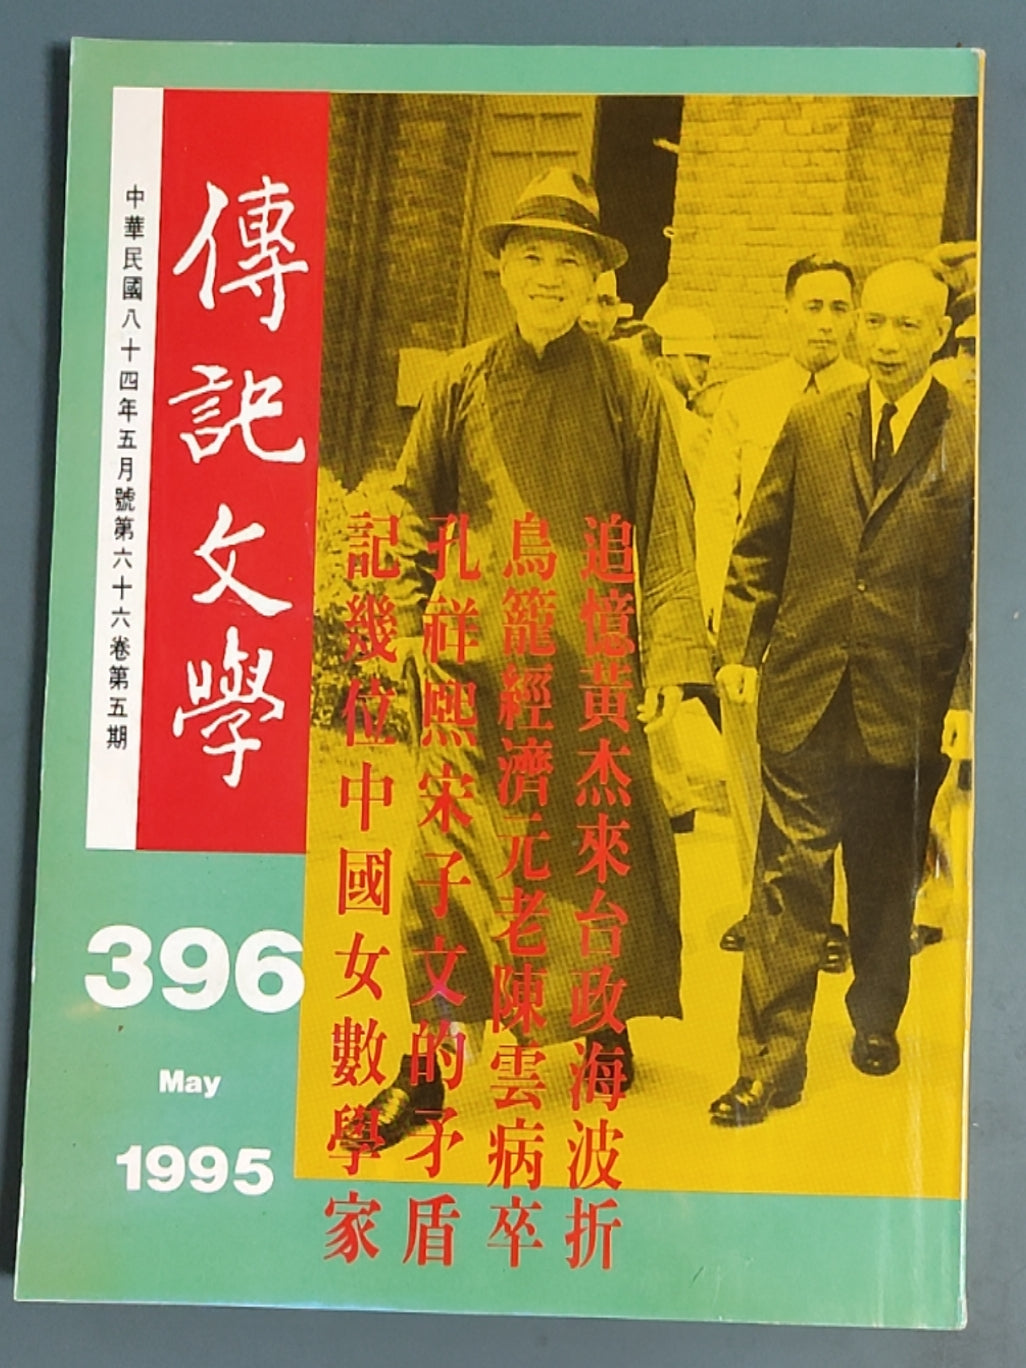 傳記文學
中華民國八十四年五月號第六十六卷第五期
追憶黃杰來台政海波折
鳥籠經濟元老陳雲病卒
孔祥熙宋子文的矛盾
記幾位中國女數學家
396
May
1995